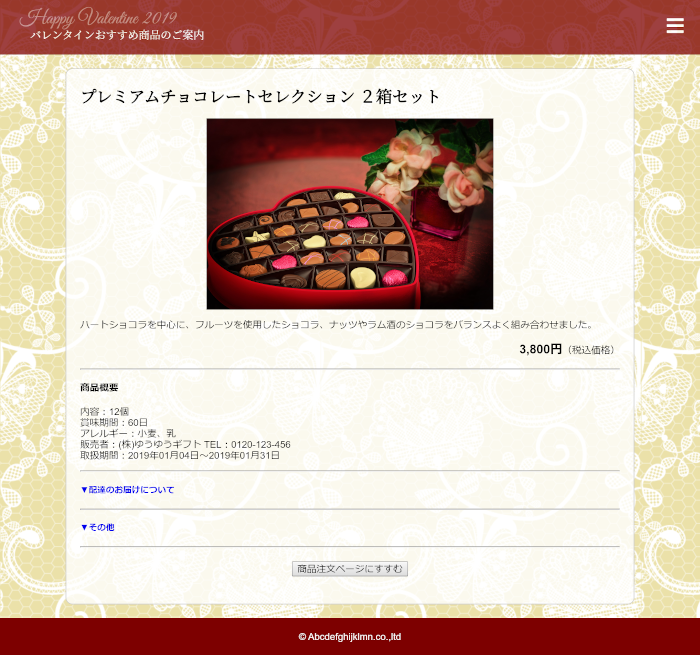 Happy Valentine 2019
バレンタインおすすめ商品のご案内
プレミアムチョコレートセレクション ２箱セット
ハートショコラを中心に、フルーツを使用したショコラ、ナッツやラム酒のショコラをバランスよく組み合わせました。
3,800円（税込価格）
商品概要
内容：12個
賞味期間：60日
アレルギー：小麦、乳
販売者：(株)ゆうゆうギフト TEL：0120-123-456
取扱期間：2019年01月04日～2019年01月31日
▼配達のお届けについて
▼その他
商品注文ページにすすむ
© Abcdefghijklmn.co.,ltd